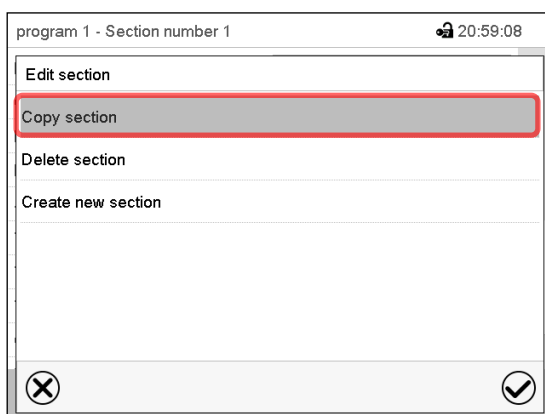 program 1 - Section number 1 20:59:08
Edit section
Copy section
Delete section
Create new section